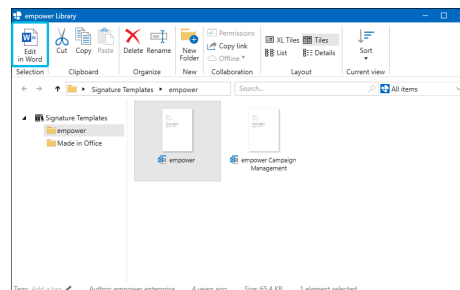 empower Library
Edit
in Word
Cut Copy Paste
Delete Rename
New
Folder
Permissions
Copy link
Offline
XL Tiles Tiles
List Details
Sort
Selection Clipboard Organize New Collaboration Layout Current view
Signature Templates empower Search... All items
Signature Templates
empower
Made in Office
empower
empower Campaign
Management
Tags: Add a tag Author: empower enterprise 4 years ago Size: 65.4 KB 1 element selected